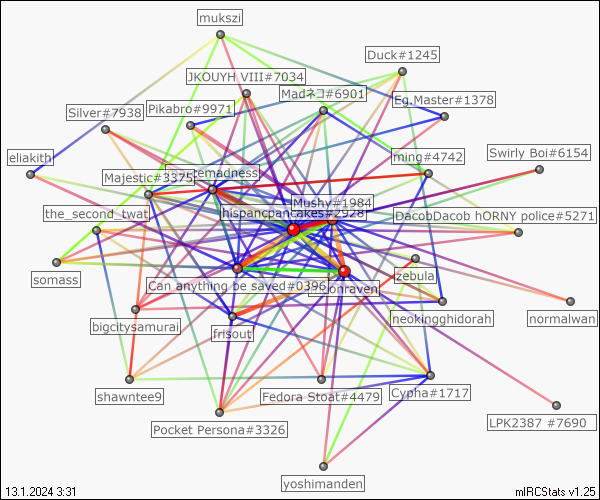 mukszi
Duck#1245
JKOUYH VIII#7034
Madネコ#6901
Eg.Master#1378
Pikabro#9971
Silver#7938
eliakith
ming#4742
Swirly Boi#6154
Majestic#3375
temadness
Mushy#1984
hispancpancakes#2928
the_second_twat
DacobDacob hORNY police#5271
somass
zebula
Can anything be saved#0396
onraven
neokingghidorah
normalwan
bigcitysamurai
frisout
shawntee9
Fedora Stoat#4479
Cypha#1717
Pocket Persona#3326
LPK2387 #7690
yoshimanden
13.1.2024 3:31
mIRCStats v1.25